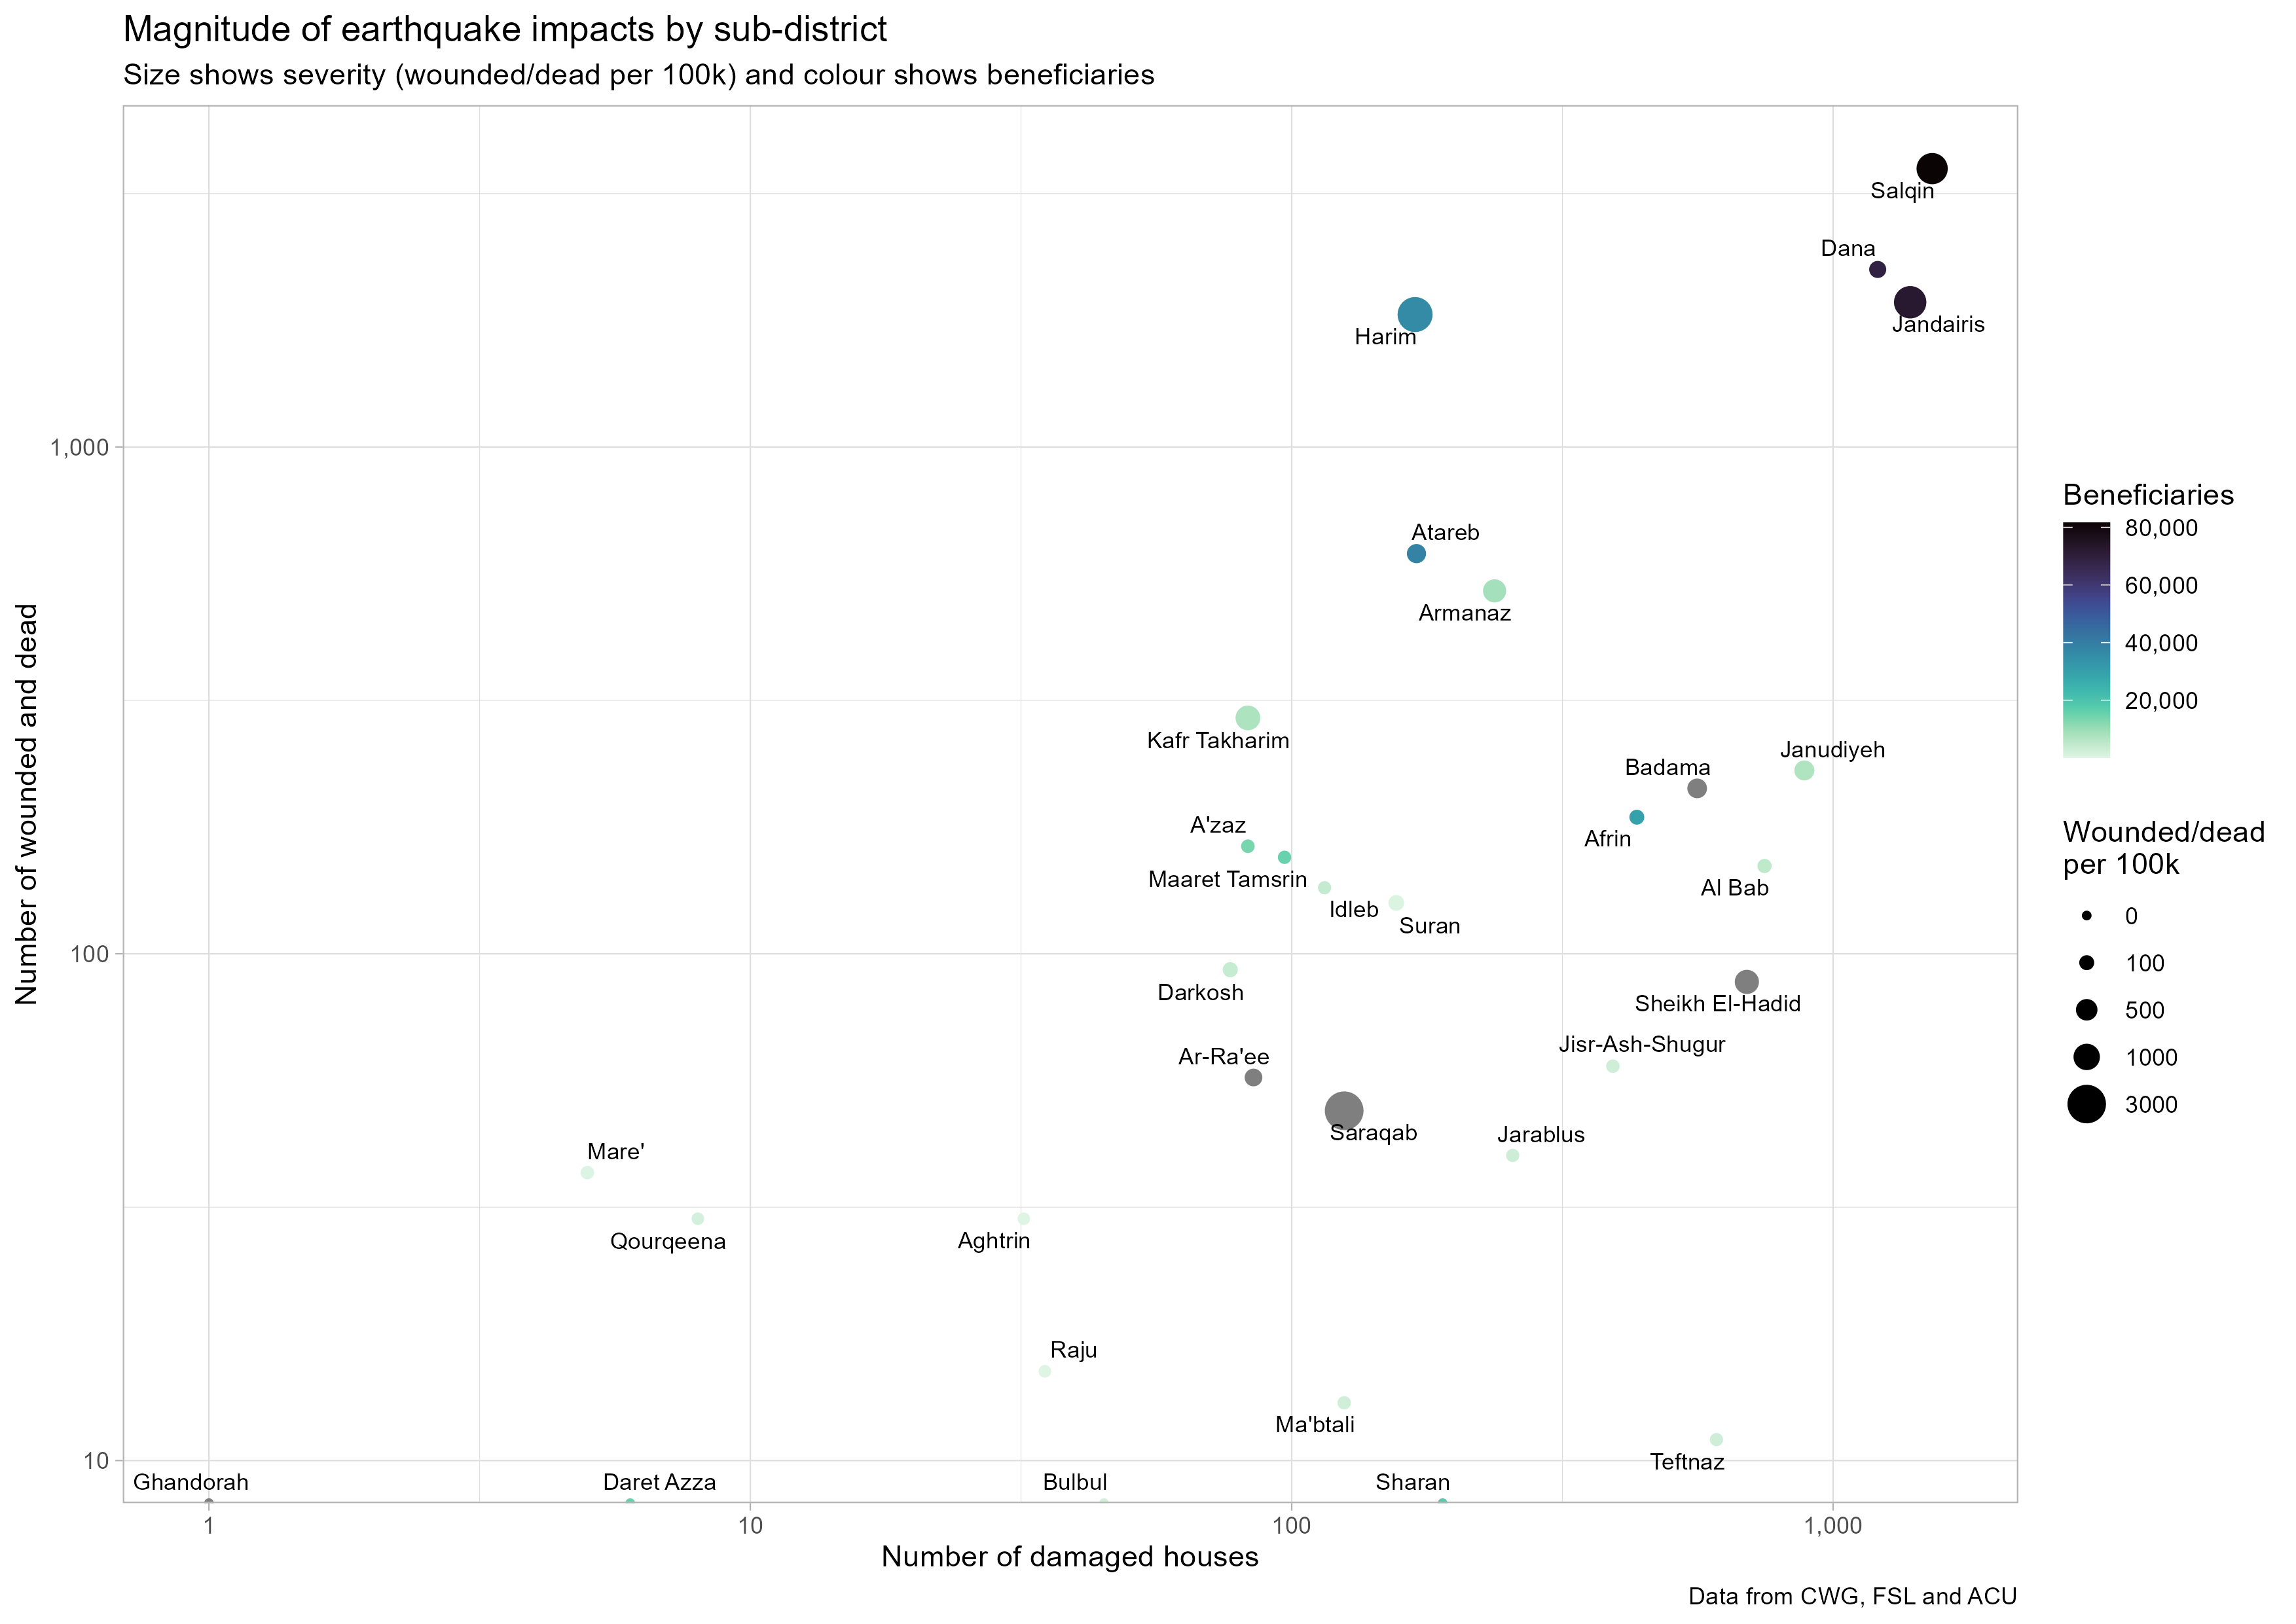 Magnitude of earthquake impacts by sub-district
Size shows severity (wounded/dead per 100k) and colour shows beneficiaries
Number of wounded and dead
1,000
100
10
Salqin
Dana
Jandairis
Harim
Atareb
Armanaz
Kafr Takharim
Janudiyeh
Badama
Afrin
A'zaz
Maaret Tamsrin
Al Bab
Idleb
Suran
Darkosh
Sheikh El-Hadid
Jisr-Ash-Shugur
Ar-Ra'ee
Saraqab
Jarablus
Mare'
Qourqeena
Aghtrin
Raju
Ma'btali
Teftnaz
Ghandorah
Daret Azza
Bulbul
Sharan
1
10
100
1,000
Number of damaged houses
Beneficiaries
80,000
60,000
40,000
20,000
Wounded/dead
per 100k
0
100
500
1000
3000
Data from CWG, FSL and ACU